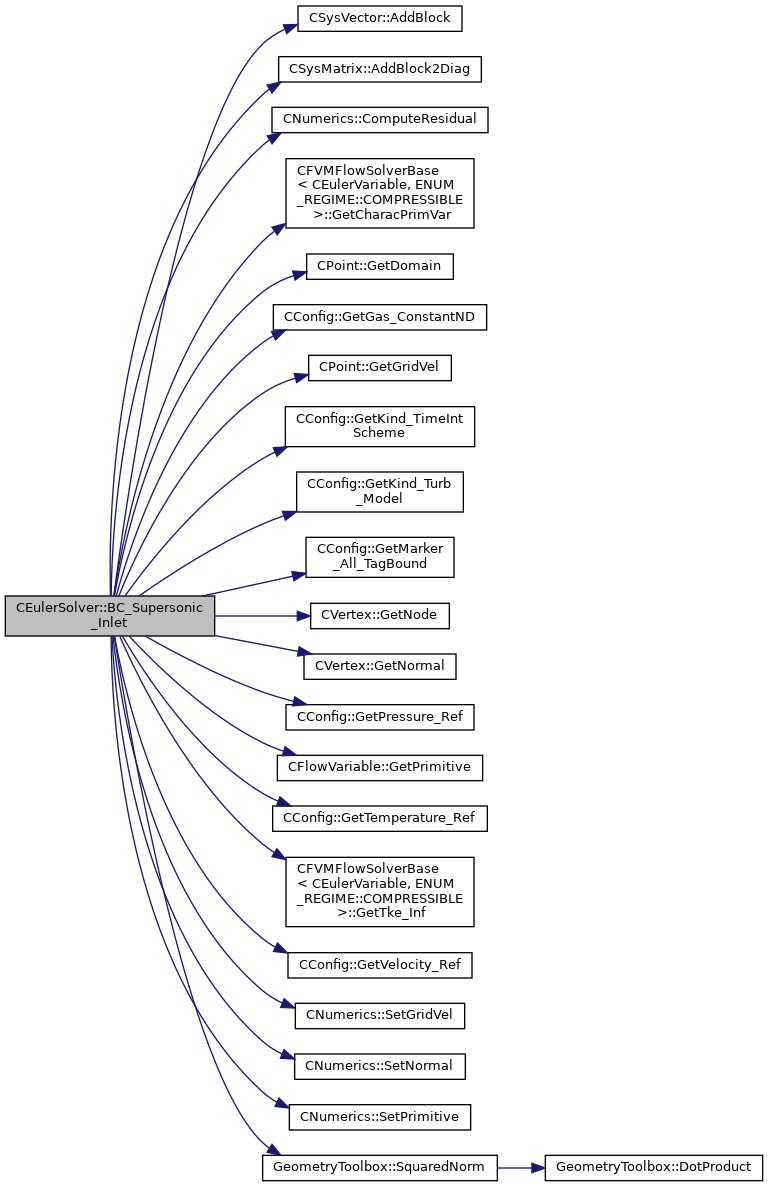 CSysVector::AddBlock
CSysMatrix::AddBlock2Diag
CNumerics::ComputeResidual
CFVMFlowSolverBase
< CEulerVariable, ENUM
_REGIME::COMPRESSIBLE
>::GetCharacPrimVar
CPoint::GetDomain
CConfig::GetGas_ConstantND
CPoint::GetGridVel
CConfig::GetKind_TimeInt
Scheme
CConfig::GetKind_Turb
_Model
CConfig::GetMarker
_All_TagBound
CEulerSolver::BC_Supersonic
_Inlet
CVertex::GetNode
CVertex::GetNormal
CConfig::GetPressure_Ref
CFlowVariable::GetPrimitive
CConfig::GetTemperature_Ref
CFVMFlowSolverBase
< CEulerVariable, ENUM
_REGIME::COMPRESSIBLE
>::GetTke_Inf
CConfig::GetVelocity_Ref
CNumerics::SetGridVel
CNumerics::SetNormal
CNumerics::SetPrimitive
GeometryToolbox::SquaredNorm
GeometryToolbox::DotProduct